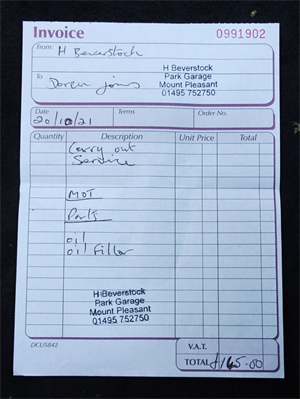 Invoice 0991902
From: H Beverstock
To Darren Jones
H Beverstock
Park Garage
Mount Pleasant
01495 752750
Date 20/10/21 Terms Order No.
Quantity Description Unit Price Total
Carry out
Service
MOT
Parts
oil
oil Filter
H Beverstock
Park Garage
Mount Pleasant
01495 752750
DCUS842
V.A.T.
TOTAL £165-00